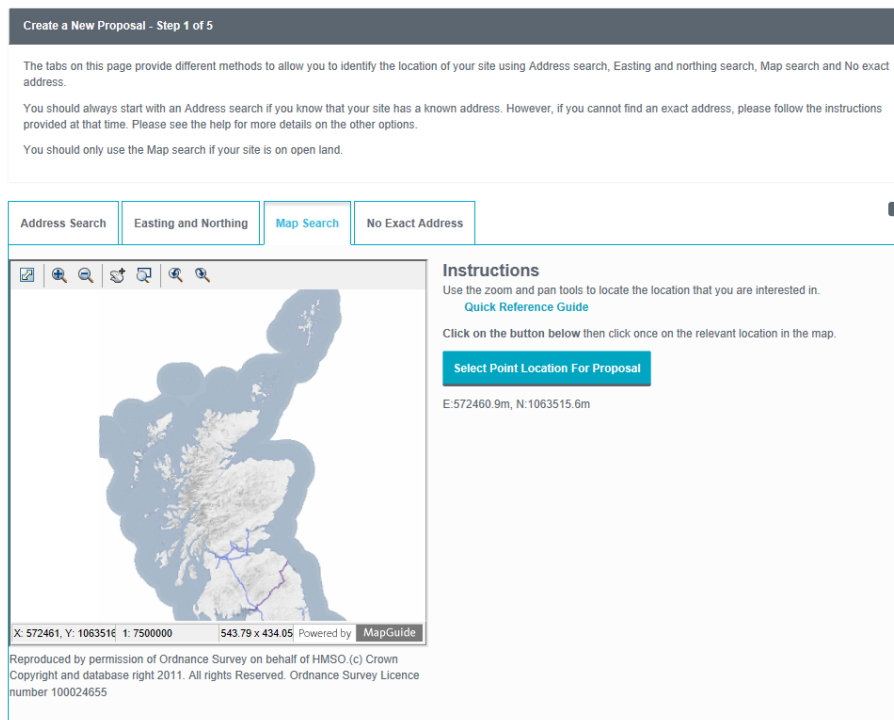 Create a New Proposal - Step 1 of 5
The tabs on this page provide different methods to allow you to identify the location of your site using Address search, Easting and northing search, Map search and No exact
address.
You should always start with an Address search if you know that your site has a known address. However, if you cannot find an exact address, please follow the instructions
provided at that time. Please see the help for more details on the other options.
You should only use the Map search if your site is on open land.
Address Search
Easting and Northing
Map Search
No Exact Address
Instructions
Use the zoom and pan tools to locate the location that you are interested in.
Quick Reference Guide
Click on the button below then click once on the relevant location in the map.
Select Point Location For Proposal
E:572460.9m, N:1063515.6m
X: 572461, Y: 1063516 1: 7500000 543.79 x 434.05 Powered by MapGuide
Reproduced by permission of Ordnance Survey on behalf of HMSO.(c) Crown
Copyright and database right 2011. All rights Reserved. Ordnance Survey Licence
number 100024655